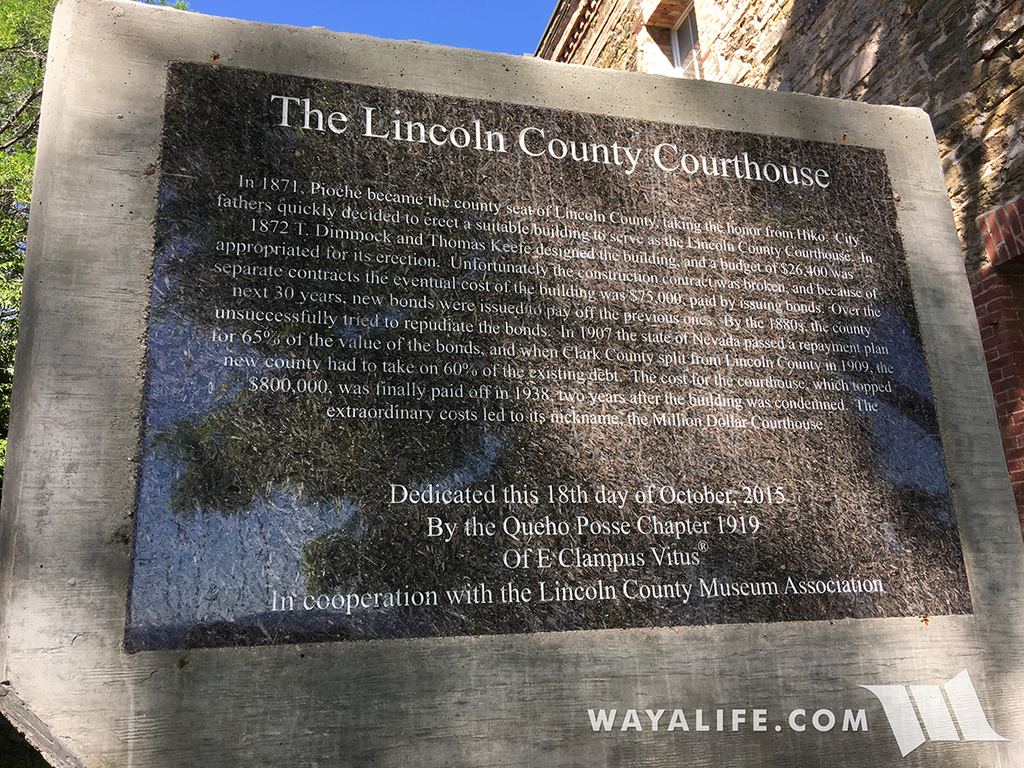 The Lincoln County Courthouse
In 1871, Pioche became the county seat of Lincoln County, taking the honor from Hiko. City
fathers quickly decided to erect a suitable building to serve as the Lincoln County Courthouse. In
1872 T. Dimmock and Thomas Keefe designed the building, and a budget of $26,400 was
appropriated for its erection. Unfortunately the construction contract was broken, and because of
separate contracts the eventual cost of the building was $75,000, paid by issuing bonds. Over the
next 30 years, new bonds were issued to pay off the previous ones. By the 1880s, the county
unsuccessfully tried to repudiate the bonds. In 1907 the state of Nevada passed a repayment plan
for 65% of the value of the bonds, and when Clark County split from Lincoln County in 1909, the
new county had to take on 60% of the existing debt. The cost for the courthouse, which topped
$800,000, was finally paid off in 1938, two years after the building was condemned. The
extraordinary costs led to its nickname, the Million Dollar Courthouse.
Dedicated this 18th day of October, 2015
By the Queho Posse Chapter 1919
Of E Clampus Vitus®
In cooperation with the Lincoln County Museum Association
WAYALIFE.COM